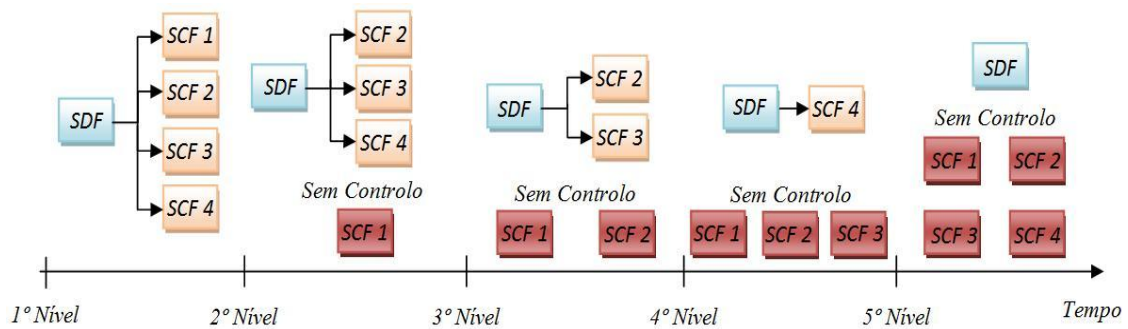 SCF 1
SCF 2
SDF
SCF 3
SCF 4
SCF 2
SDF
SCF 3
SCF 4
Sem Controlo
SCF 1
SCF 2
SDF
SCF 3
Sem Controlo
SCF 1
SCF 2
SDF
SCF 4
Sem Controlo
SCF 1
SCF 2
SCF 3
SDF
Sem Controlo
SCF 1
SCF 2
SCF 3
SCF 4
1º Nível
2º Nível
3º Nível
4º Nível
5º Nível
Tempo